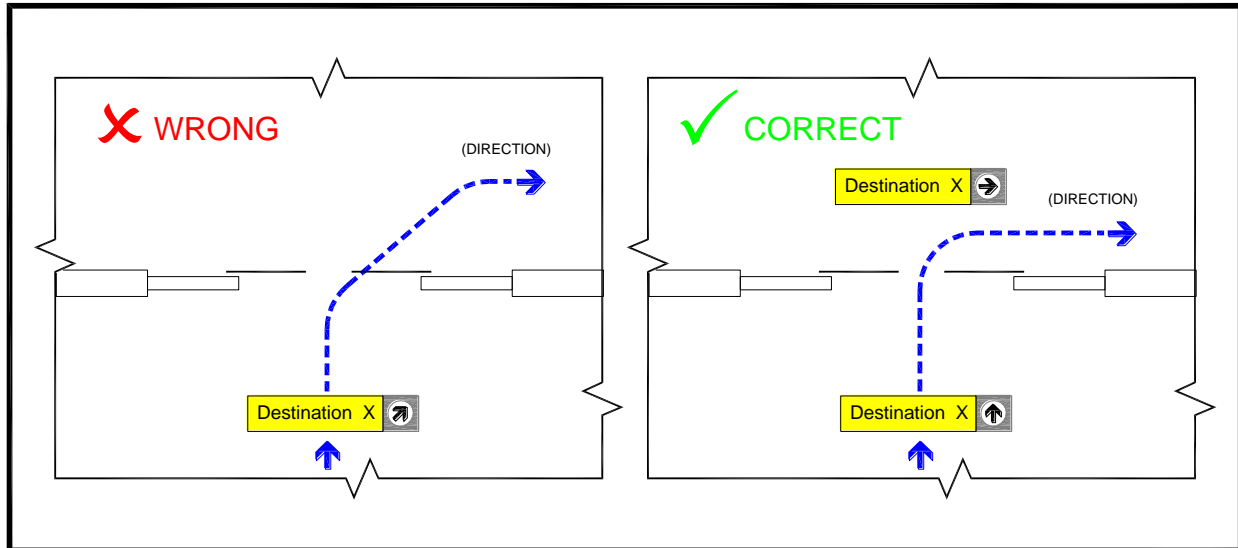 WRONG
(DIRECTION)
Destination X
CORRECT
Destination X
(DIRECTION)
Destination X